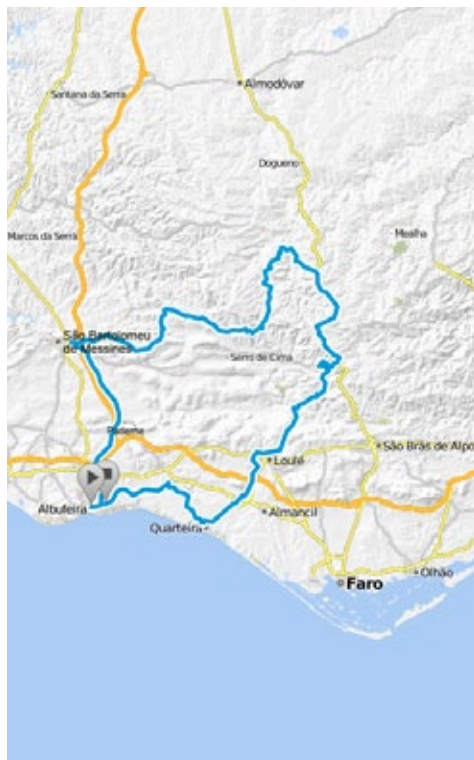 Almodôvar
Santana da Serra
Dogueno
Mealha
Marcos da Serra
São Bartolomeu
de Messines
Serro de Cima
Paderne
São Brás de Alpo
Loulé
Albufeira
Almancil
Quarteira
Olhão
Faro